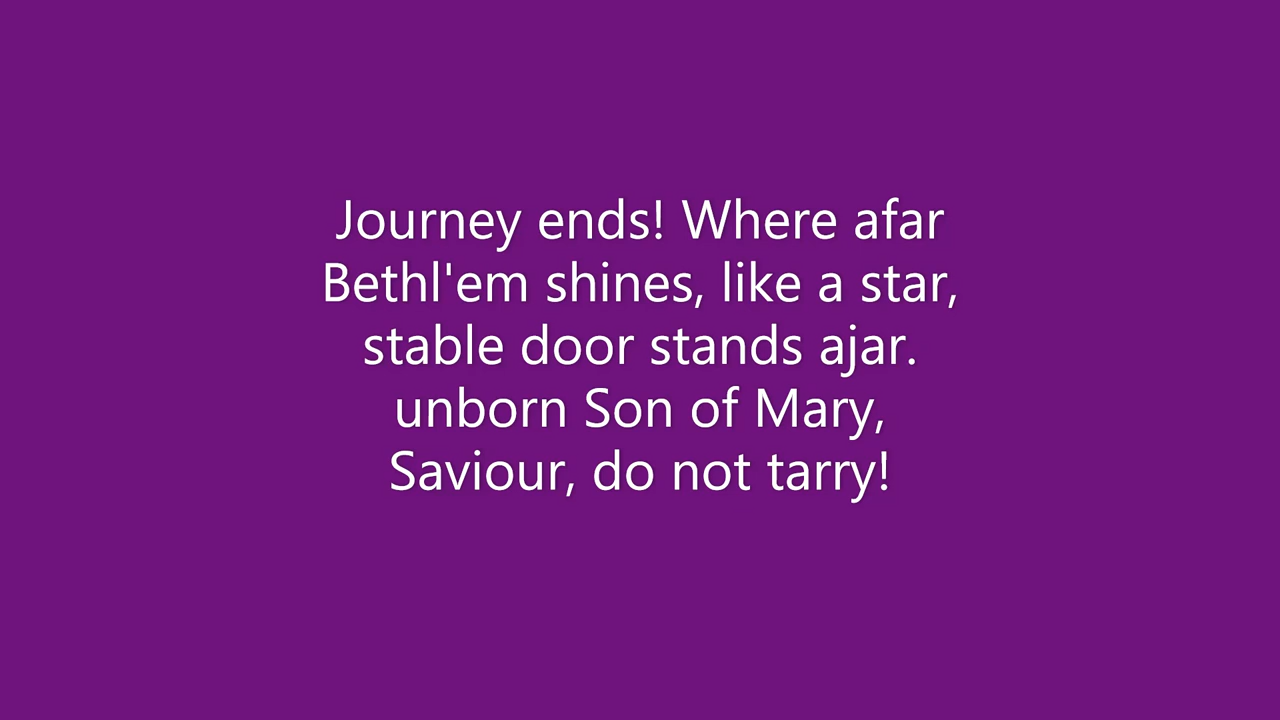 Journey ends! Where afar
Bethl'em shines, like a star,
stable door stands ajar.
unborn Son of Mary,
Saviour, do not tarry!